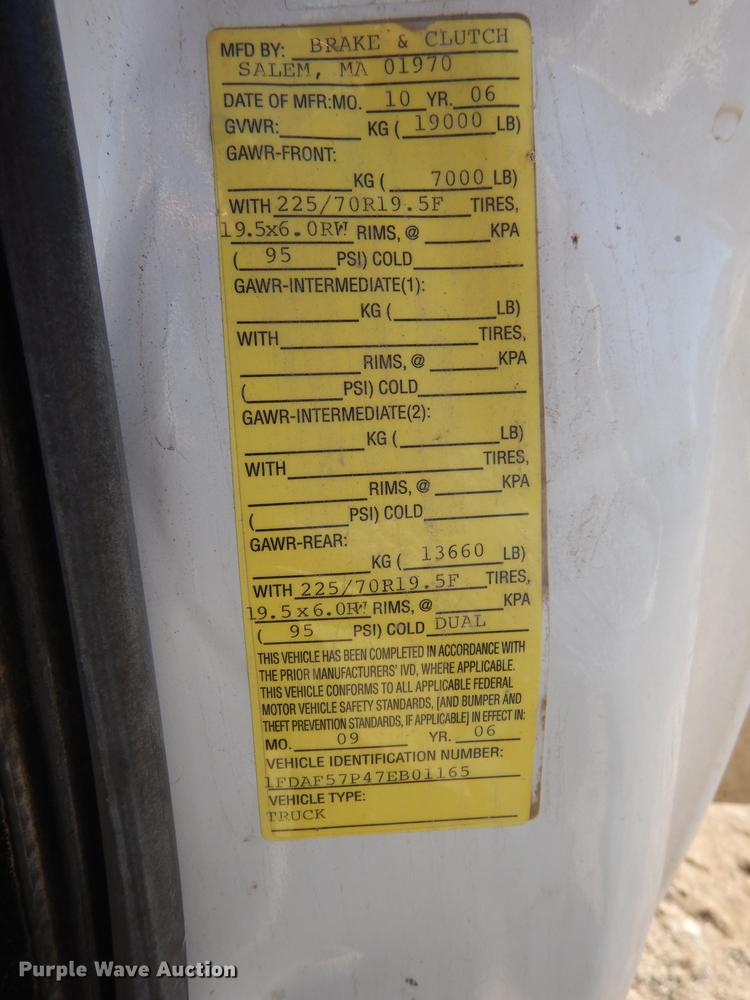 MFD BY: BRAKE & CLUTCH
SALEM, MA 01970
DATE OF MFR:MO. 10 YR. 06
GVWR: KG ( 19000 LB)
GAWR-FRONT:
KG ( 7000 LB)
WITH 225/70R19.5F TIRES,
19.5x6.0RW RIMS, @ KPA
( 95 PSI) COLD
GAWR-INTERMEDIATE(1):
KG ( LB)
WITH TIRES,
RIMS, @ KPA
( PSI) COLD
GAWR-INTERMEDIATE(2):
KG ( LB)
WITH TIRES,
RIMS, @ KPA
( PSI) COLD
GAWR-REAR:
KG ( 13660 LB)
WITH 225/70R19.5F TIRES,
19.5x6.0RW RIMS, @ KPA
( 95 PSI) COLD DUAL
THIS VEHICLE HAS BEEN COMPLETED IN ACCORDANCE WITH
THE PRIOR MANUFACTURERS' IVD, WHERE APPLICABLE.
THIS VEHICLE CONFORMS TO ALL APPLICABLE FEDERAL
MOTOR VEHICLE SAFETY STANDARDS, [AND BUMPER AND
THEFT PREVENTION STANDARDS, IF APPLICABLE] IN EFFECT IN:
MO. 09 YR. 06
VEHICLE IDENTIFICATION NUMBER:
1FDAF57P47EB01165
VEHICLE TYPE:
TRUCK
Purple Wave Auction